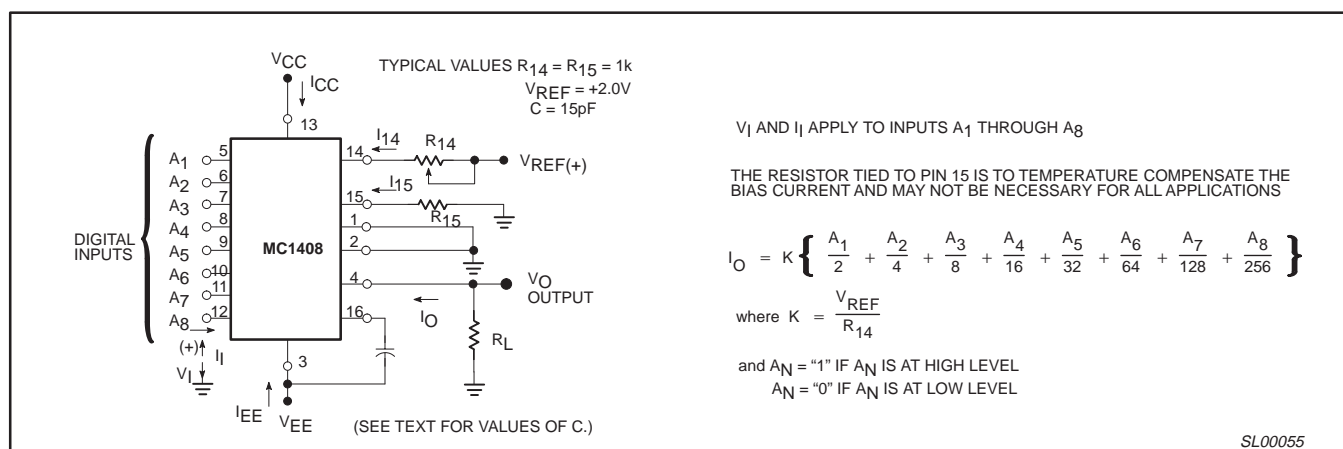 VCC
ICC
TYPICAL VALUES R14 = R15 = 1k
VREF = +2.0V
C = 15pF
13
A1 5
A2 6
A3 7
A4 8
A5 9
A6 10
A7 11
A8 12
DIGITAL
INPUTS
MC1408
14 I14 R14 VREF(+)
15 I15 R15
1
2
4 VO
OUTPUT
IO
16
RL
(+)
II
VI
3
IEE
VEE
(SEE TEXT FOR VALUES OF C.)
VI AND II APPLY TO INPUTS A1 THROUGH A8
THE RESISTOR TIED TO PIN 15 IS TO TEMPERATURE COMPENSATE THE
BIAS CURRENT AND MAY NOT BE NECESSARY FOR ALL APPLICATIONS
IO = K { A1/2 + A2/4 + A3/8 + A4/16 + A5/32 + A6/64 + A7/128 + A8/256 }
where K = VREF/R14
and AN = “1” IF AN IS AT HIGH LEVEL
AN = “0” IF AN IS AT LOW LEVEL
SL00055